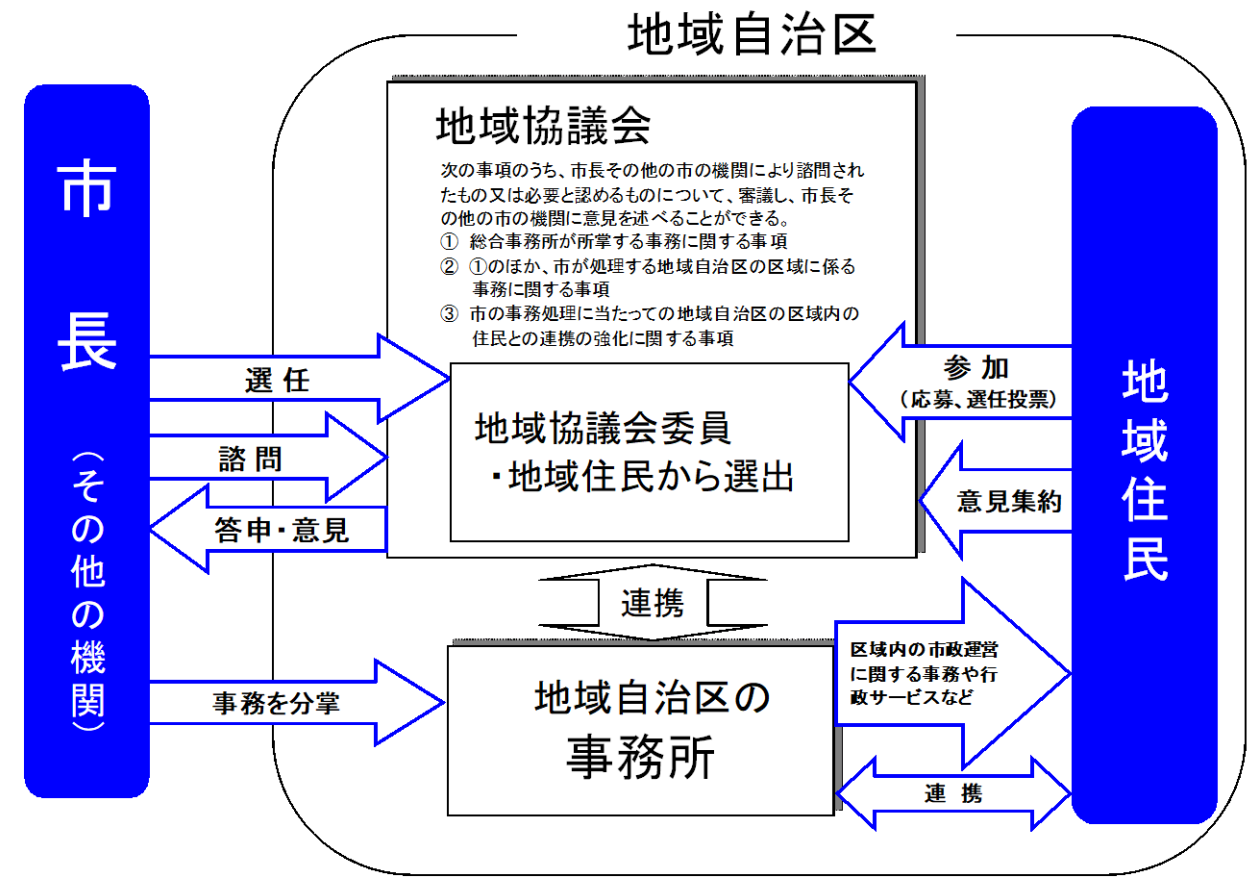 地域自治区
市長
（その他の機関）
地域協議会
次の事項のうち、市長その他の市の機関により諮問され
たもの又は必要と認めるものについて、審議し、市長そ
の他の市の機関に意見を述べることができる。
① 総合事務所が所掌する事務に関する事項
② ①のほか、市が処理する地域自治区の区域に係る
事務に関する事項
③ 市の事務処理に当たっての地域自治区の区域内の
住民との連携の強化に関する事項
選任
諮問
答申・意見
地域協議会委員
・地域住民から選出
参加
（応募、選任投票）
意見集約
地域住民
連携
事務を分掌
地域自治区の
事務所
区域内の市政運営
に関する事務や行
政サービスなど
連携